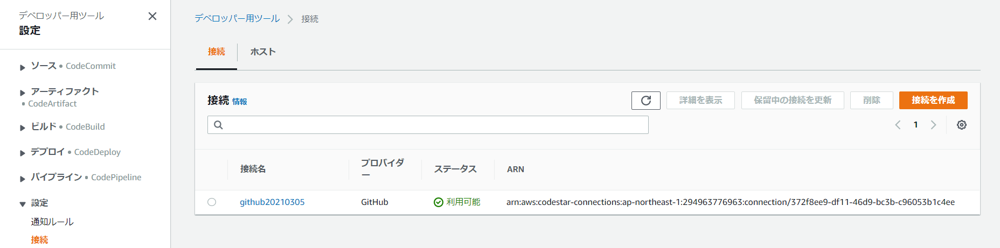 デベロッパー用ツール
設定
ソース • CodeCommit
アーティファクト
• CodeArtifact
ビルド • CodeBuild
デプロイ • CodeDeploy
パイプライン • CodePipeline
設定
通知ルール
接続
デベロッパー用ツール > 接続
接続 ホスト
接続 情報 詳細を表示 保留中の接続を更新 削除 接続を作成
1
接続名 プロバイダー ステータス ARN
github20210305 GitHub 利用可能 arn:aws:codestar-connections:ap-northeast-1:294963776963:connection/372f8ee9-df11-46d9-bc3b-c96053b1c4ee